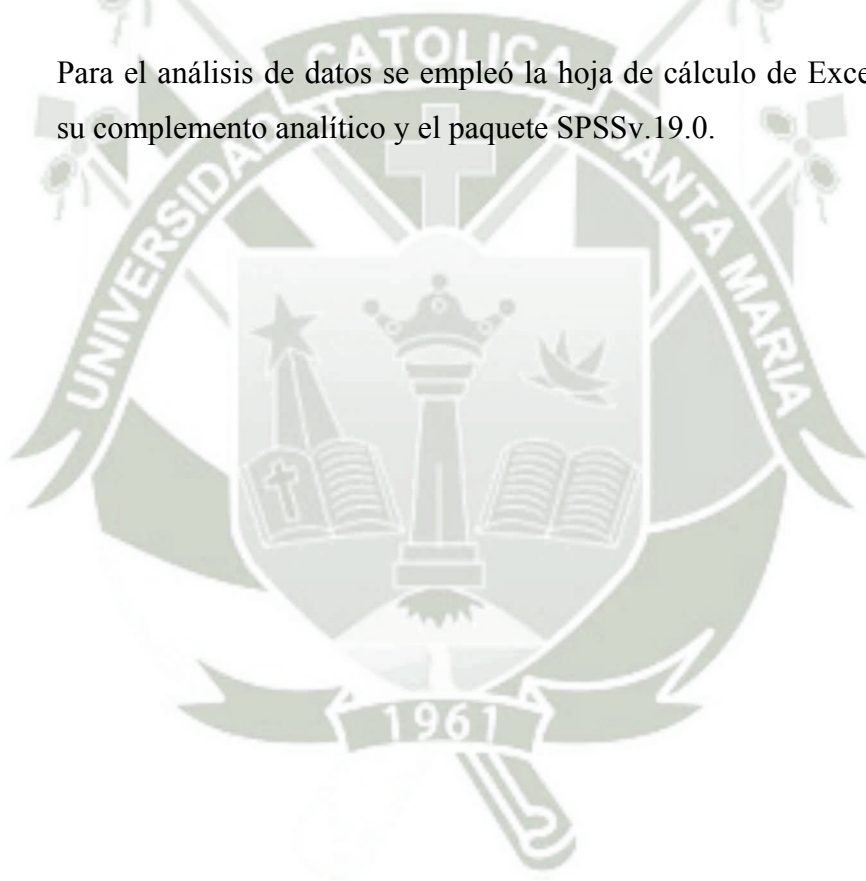 Para el análisis de datos se empleó la hoja de cálculo de Exce
su complemento analítico y el paquete SPSSv.19.0.
UNIVERSIDAD CATOLICA SANTA MARIA
1961